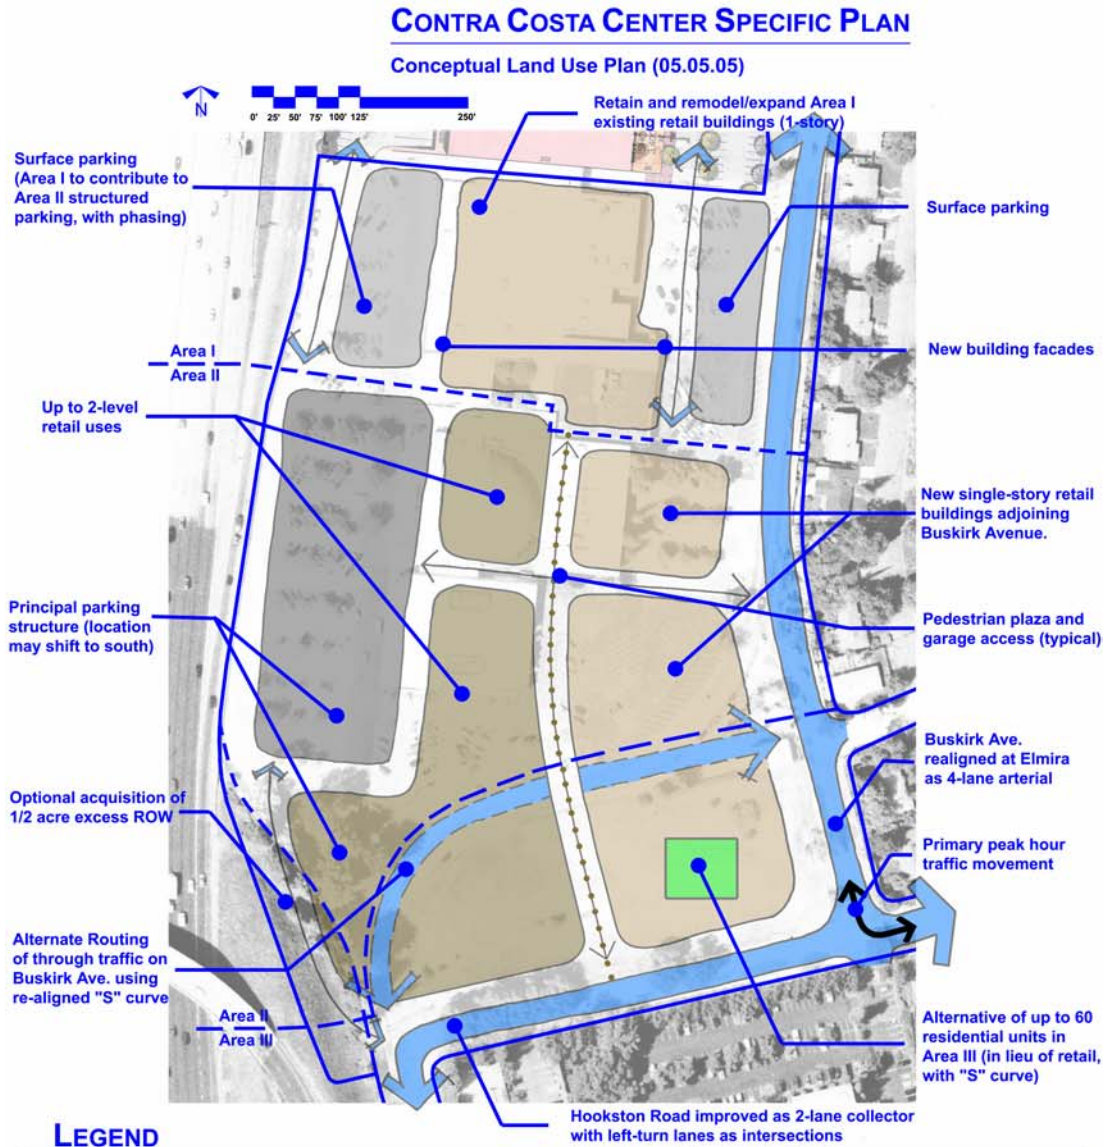 CONTRA COSTA CENTER SPECIFIC PLAN
Conceptual Land Use Plan (05.05.05)
N
0' 25' 50' 75' 100' 125' 250'
Retain and remodel/expand Area I
existing retail buildings (1-story)
Surface parking
(Area I to contribute to
Area II structured
parking, with phasing)
Surface parking
New building facades
Area I
Area II
Up to 2-level
retail uses
New single-story retail
buildings adjoining
Buskirk Avenue.
Principal parking
structure (location
may shift to south)
Pedestrian plaza and
garage access (typical)
Buskirk Ave.
realigned at Elmira
as 4-lane arterial
Optional acquisition of
1/2 acre excess ROW
Primary peak hour
traffic movement
Alternate Routing
of through traffic on
Buskirk Ave. using
re-aligned "S" curve
Area II
Area III
Alternative of up to 60
residential units in
Area III (in lieu of retail,
with "S" curve)
Hookston Road improved as 2-lane collector
with left-turn lanes as intersections
LEGEND